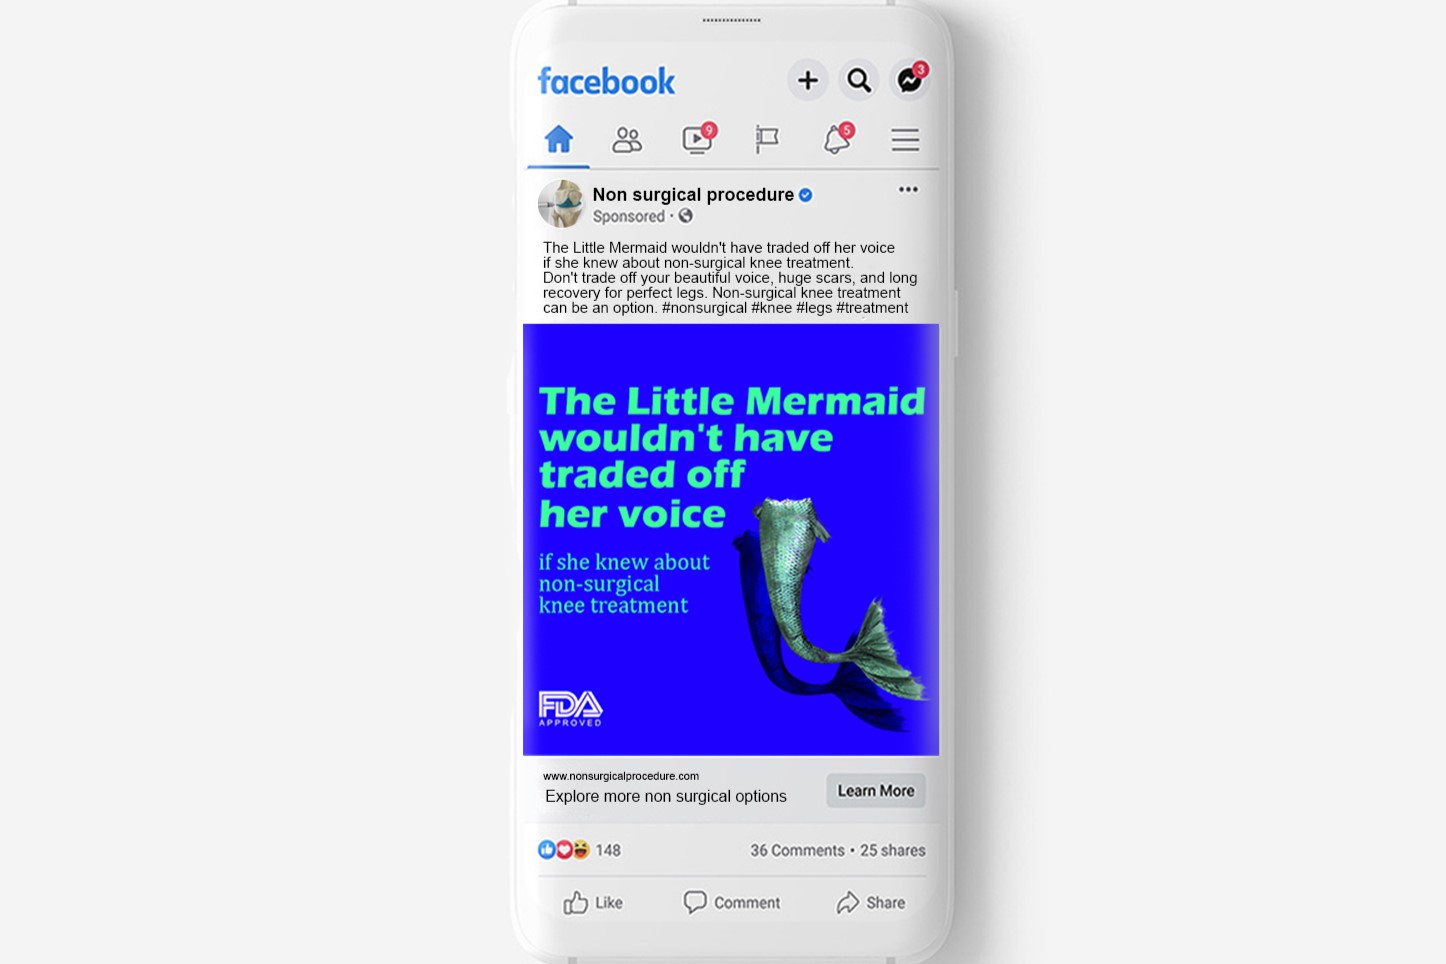 facebook
3
9
5
Non surgical procedure
Sponsored ·
The Little Mermaid wouldn't have traded off her voice
if she knew about non-surgical knee treatment.
Don't trade off your beautiful voice, huge scars, and long
recovery for perfect legs. Non-surgical knee treatment
can be an option. #nonsurgical #knee #legs #treatment
The Little Mermaid
wouldn't have
traded off
her voice
if she knew about
non-surgical
knee treatment
FDA
APPROVED
www.nonsurgicalprocedure.com
Explore more non surgical options
Learn More
148
36 Comments • 25 shares
Like
Comment
Share